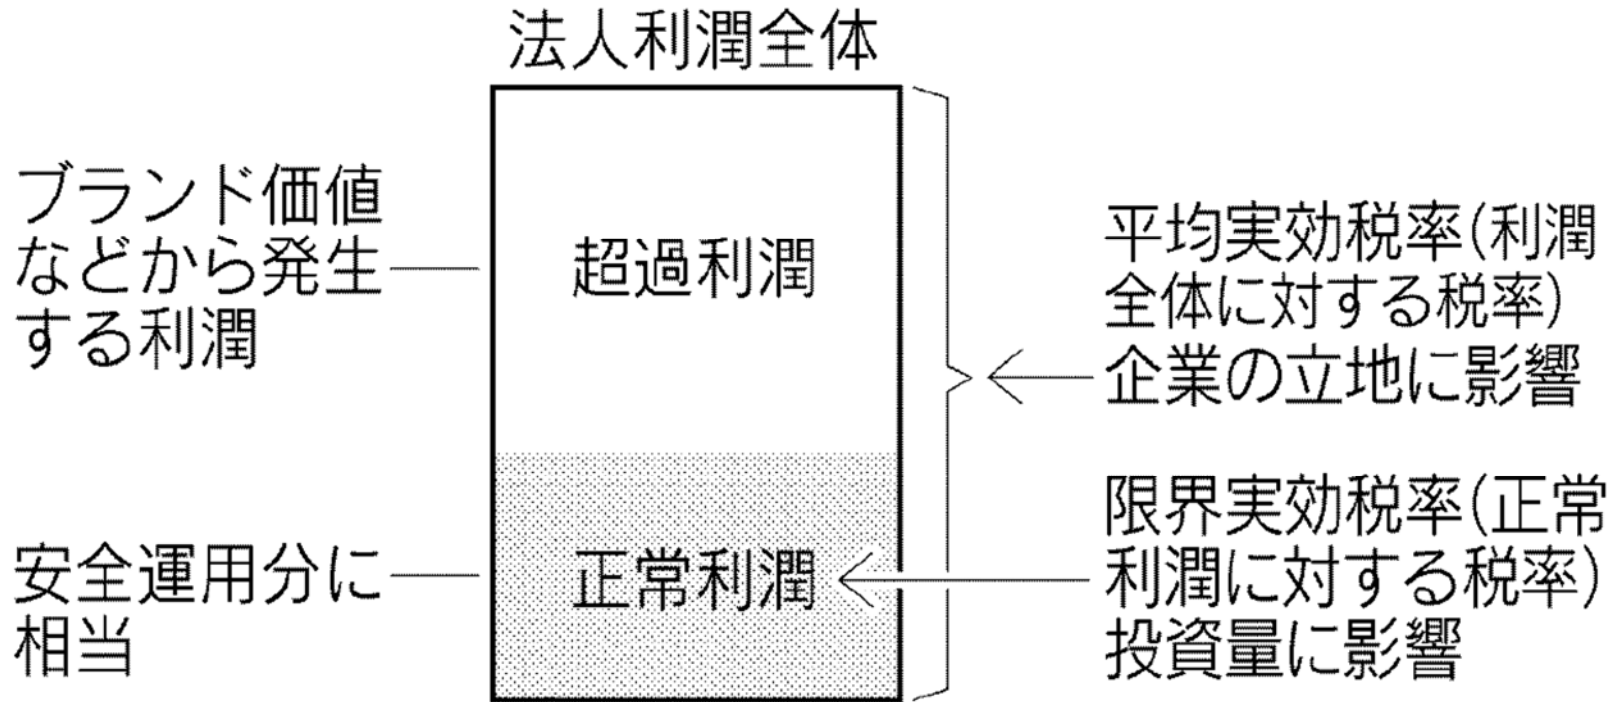 法人利潤全体
ブランド価値
などから発生
する利潤
超過利潤
平均実効税率(利潤
全体に対する税率)
企業の立地に影響
安全運用分に
相当
正常利潤
限界実効税率(正常
利潤に対する税率)
投資量に影響